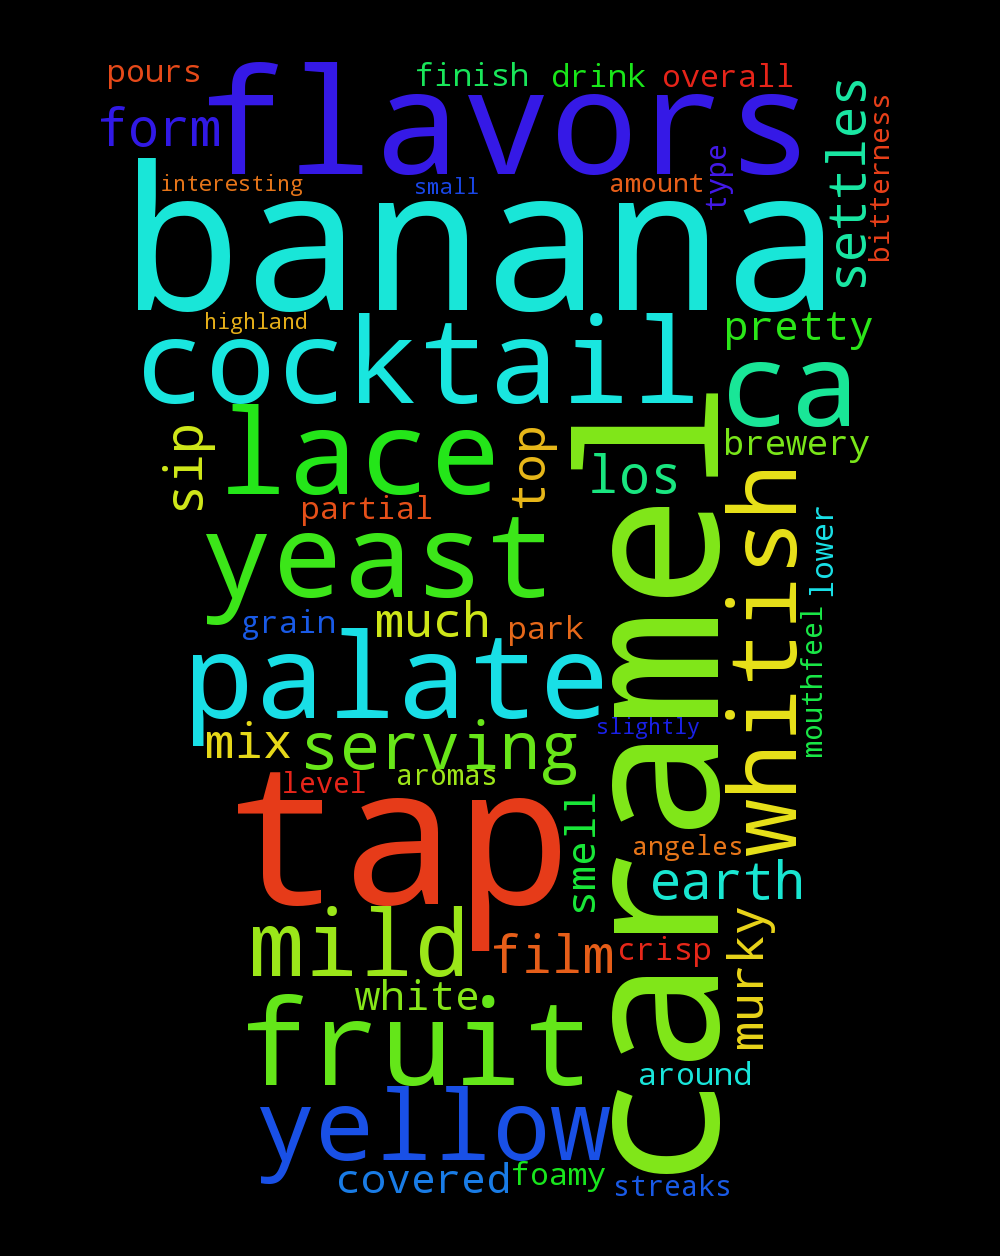 pours
finish
drink
overall
flavors
form
settles
bitterness
interesting
small
amount
type
banana
highland
cocktail
pretty
ca
brewery
sip
lace
top
los
partial
yeast
caramel
whitish
lower
grain
much
park
palate
mouthfeel
mix
serving
slightly
level
aromas
tap
smell
angeles
earth
mild
film
crisp
murky
white
fruit
around
yellow
covered
foamy
streaks